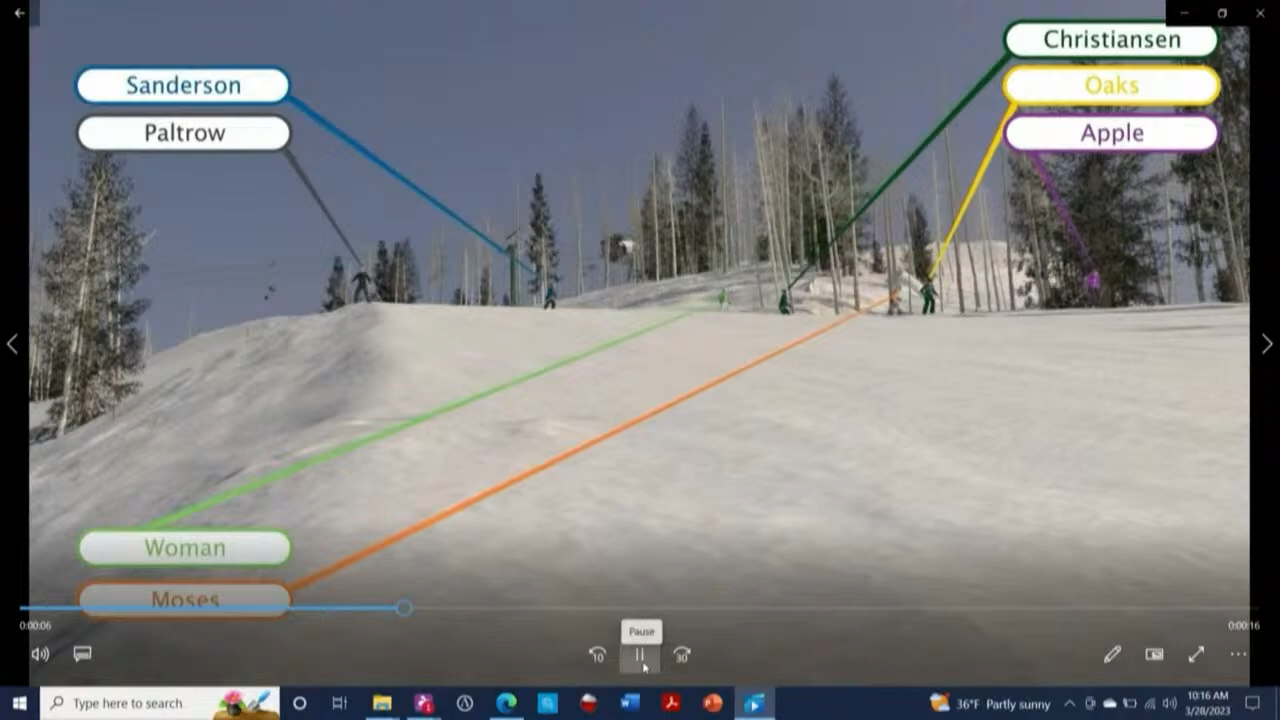 Christiansen
Sanderson
Oaks
Paltrow
Apple
Woman
Moses
0:00:06
Pause
0:00:16
10
30
Type here to search
36°F Partly sunny
10:16 AM
3/28/2023